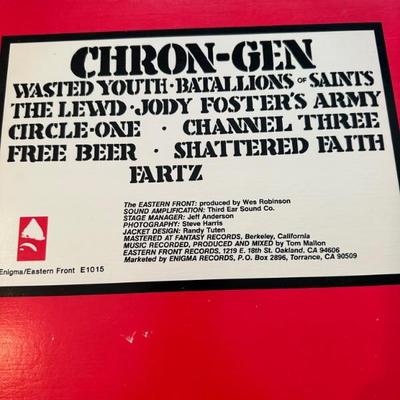 CHRON-GEN
WASTED YOUTH·BATALLIONS OF SAINTS
THE LEWD·JODY FOSTER'S ARMY
CIRCLE-ONE · CHANNEL THREE
FREE BEER · SHATTERED FAITH
FARTZ
The EASTERN FRONT: produced by Wes Robinson
SOUND AMPLIFICATION: Third Ear Sound Co.
STAGE MANAGER: Jeff Anderson
PHOTOGRAPHY: Steve Harris
JACKET DESIGN: Randy Tuten
MASTERED AT FANTASY RECORDS, Berkeley, California
MUSIC RECORDED, PRODUCED AND MIXED by Tom Mallon
EASTERN FRONT RECORDS, 1219 E. 18th St. Oakland, CA 94606
Marketed by ENIGMA RECORDS, P.O. Box 2896, Torrance, CA 90509
Enigma/Eastern Front E1015